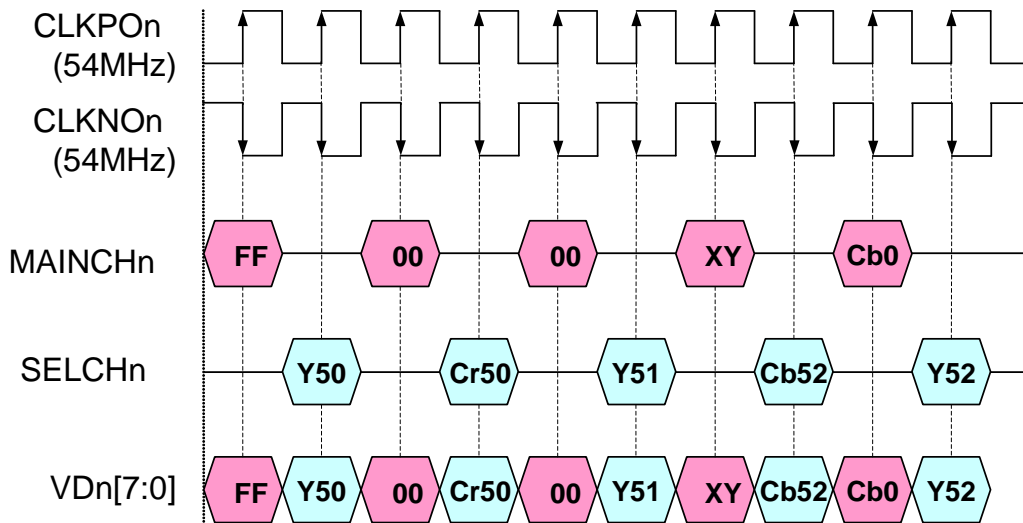 CLKPOn
(54MHz)
CLKNOn
(54MHz)
MAINCHn FF 00 00 XY Cb0
SELCHn Y50 Cr50 Y51 Cb52 Y52
VDn[7:0] FF Y50 00 Cr50 00 Y51 XY Cb52 Cb0 Y52